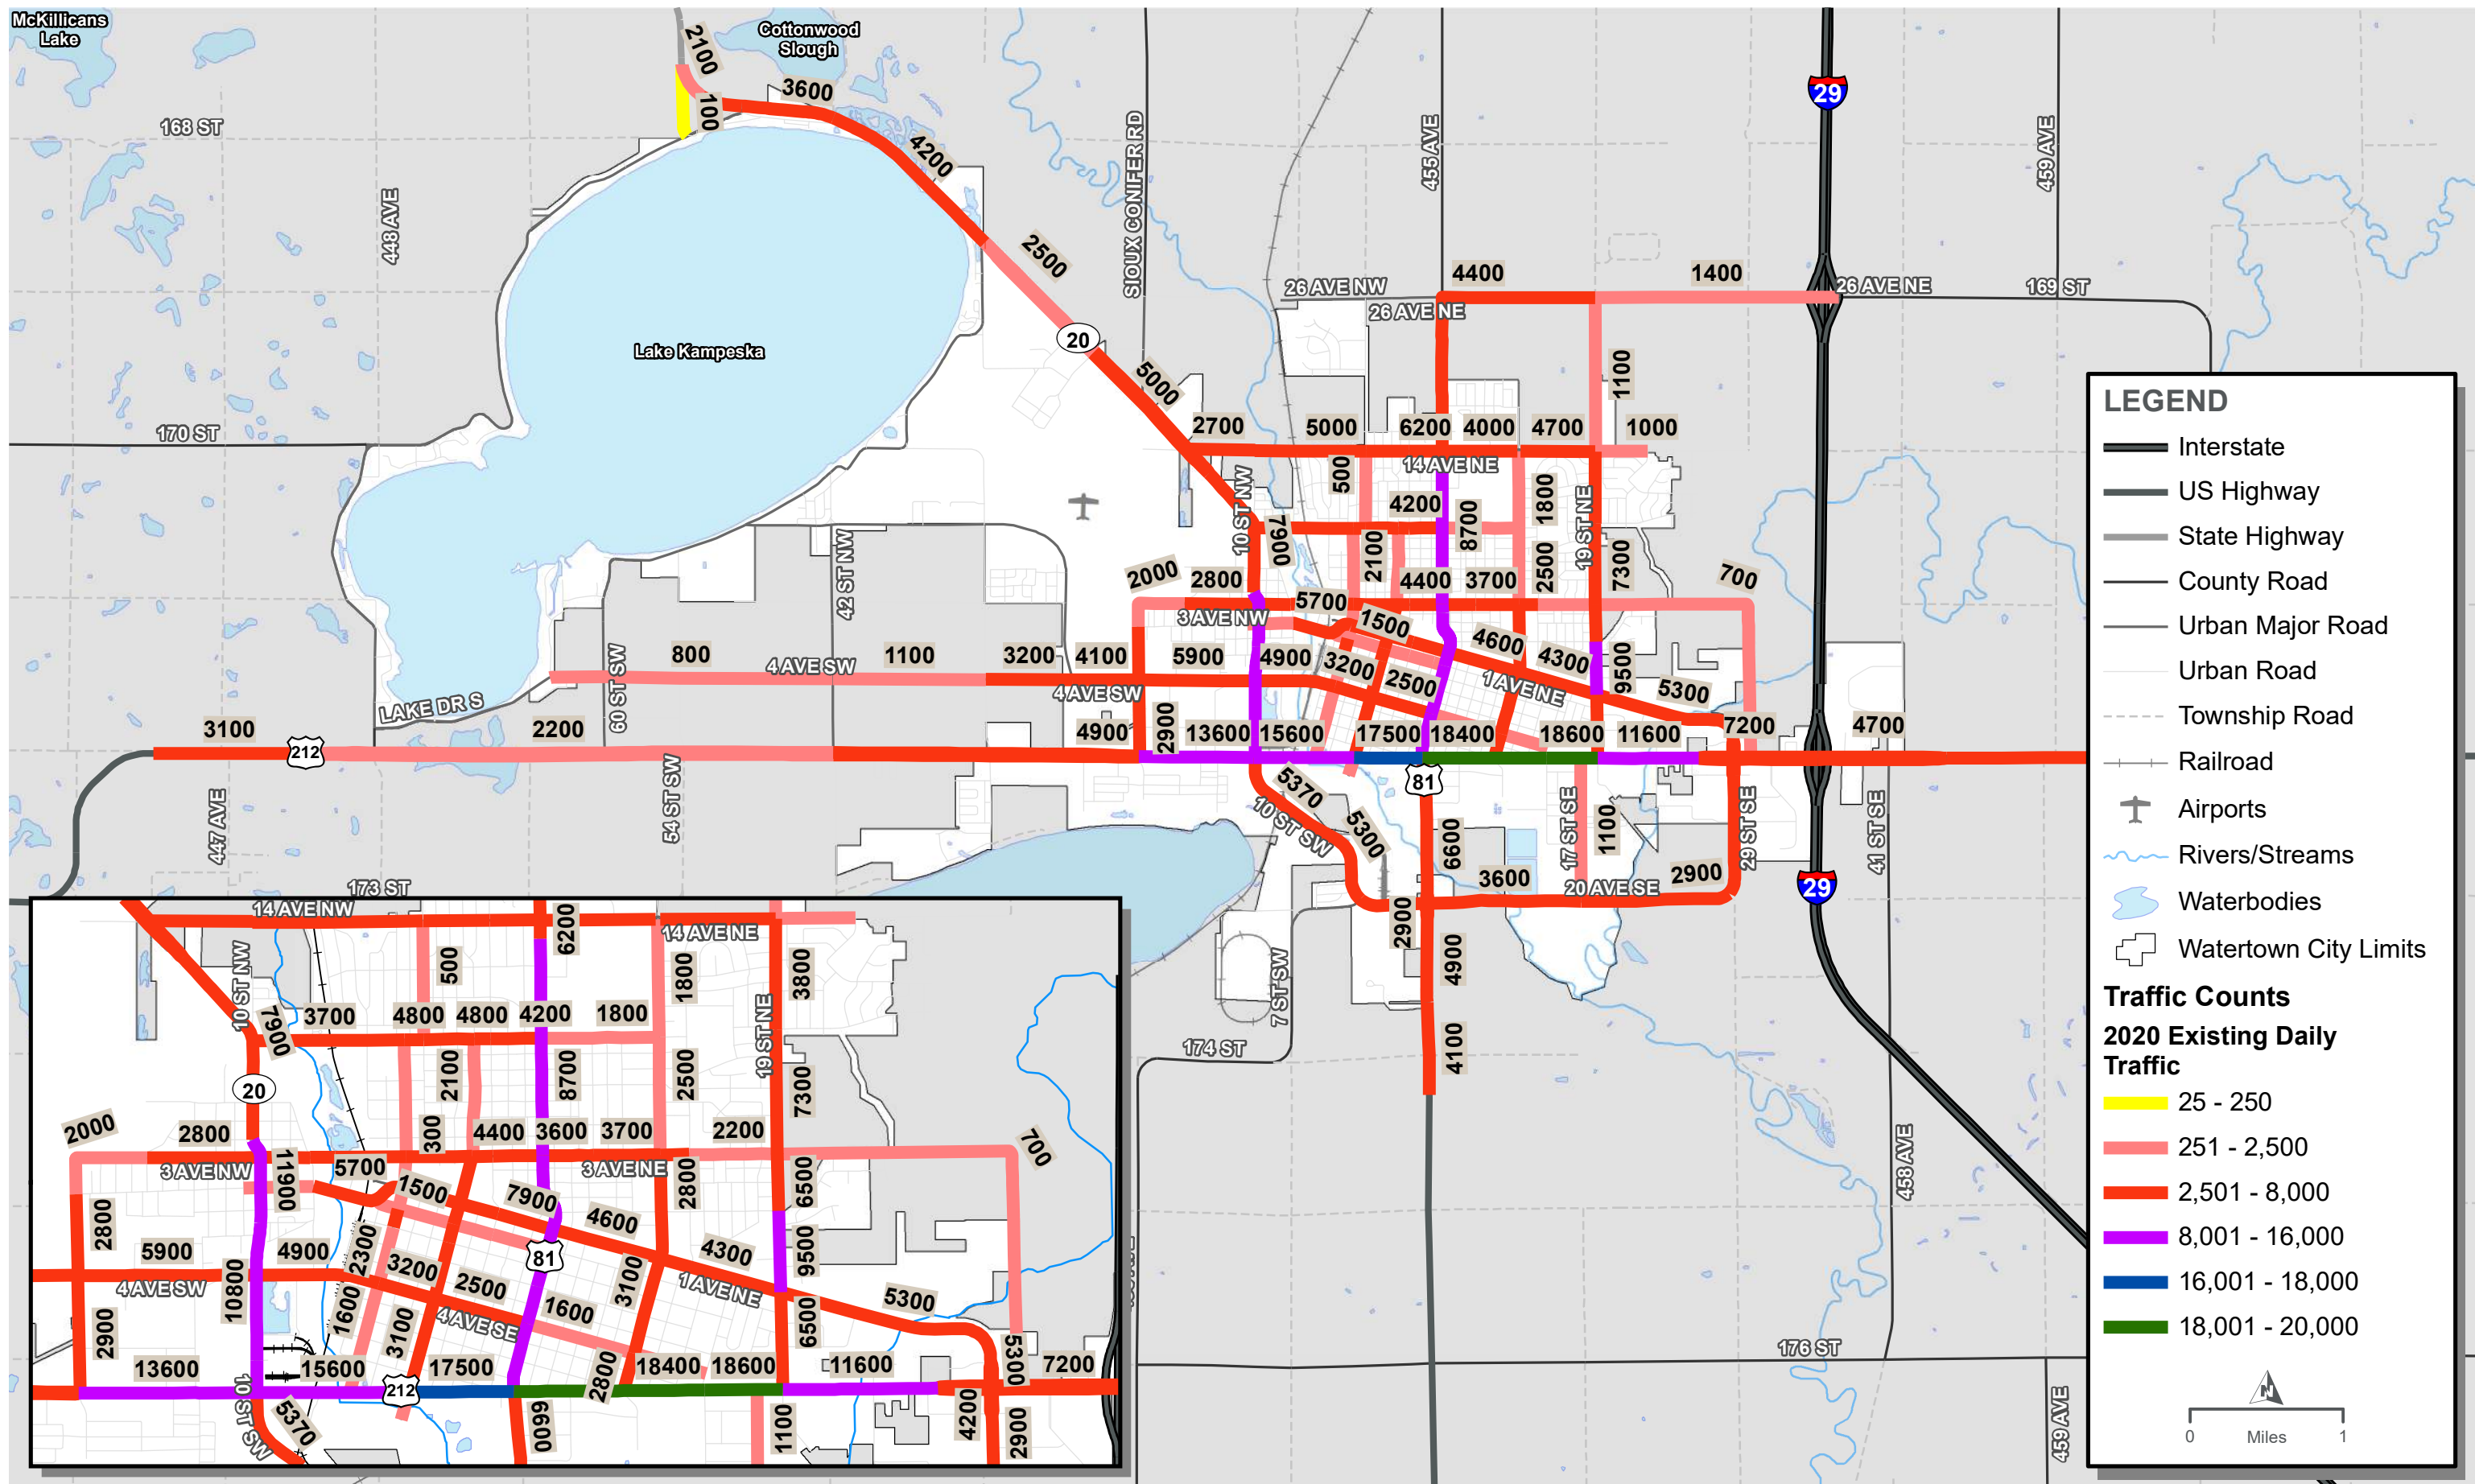 McKillicans
Lake
Cottonwood
Slough
2100
100
3600
168 ST
448 AVE
4200
SIOUX CONIFER RD
455 AVE
29
459 AVE
2500
4400
1400
26 AVE NW
26 AVE NE
26 AVE NE
169 ST
Lake Kampeska
20
5000
1100
170 ST
2700
5000
6200
4000
4700
1000
14 AVE NE
10 ST NW
500
4200
1800
19 ST NE
7900
8700
42 ST NW
2100
2500
7300
2000
2800
4400
3700
700
5700
3 AVE NW
1500
4600
4300
9500
60 ST SW
800
4 AVE SW
1100
3200
4100
5900
4900
3200
2500
1 AVE NE
5300
4 AVE SW
LAKE DR S
3100
212
2200
4900
2900
13600
15600
17500
18400
18600
11600
7200
4700
54 ST SW
447 AVE
81
5370
10 ST SW
5300
6600
17 ST SE
1100
29 ST SE
41 ST SE
3600
20 AVE SE
2900
29
173 ST
2900
4900
7 ST SW
174 ST
4100
458 AVE
176 ST
459 AVE
14 AVE NW
6200
14 AVE NE
10 ST NW
500
1800
3800
7900
3700
4800
4800
4200
1800
19 ST NE
20
2100
8700
2500
7300
2000
2800
300
4400
3600
3700
2200
700
3 AVE NW
11900
5700
3 AVE NE
2800
6500
1500
7900
4600
2800
5900
4900
2300
3200
81
4300
9500
4 AVE SW
10800
2500
3100
1 AVE NE
5300
1600
1600
3100
4 AVE SE
6500
2900
13600
15600
212
17500
2800
18400
18600
11600
5300
7200
10 ST SW
5370
6600
1100
4200
2900
LEGEND
Interstate
US Highway
State Highway
County Road
Urban Major Road
Urban Road
Township Road
Railroad
Airports
Rivers/Streams
Waterbodies
Watertown City Limits
Traffic Counts
2020 Existing Daily
Traffic
25 - 250
251 - 2,500
2,501 - 8,000
8,001 - 16,000
16,001 - 18,000
18,001 - 20,000
N
0 Miles 1